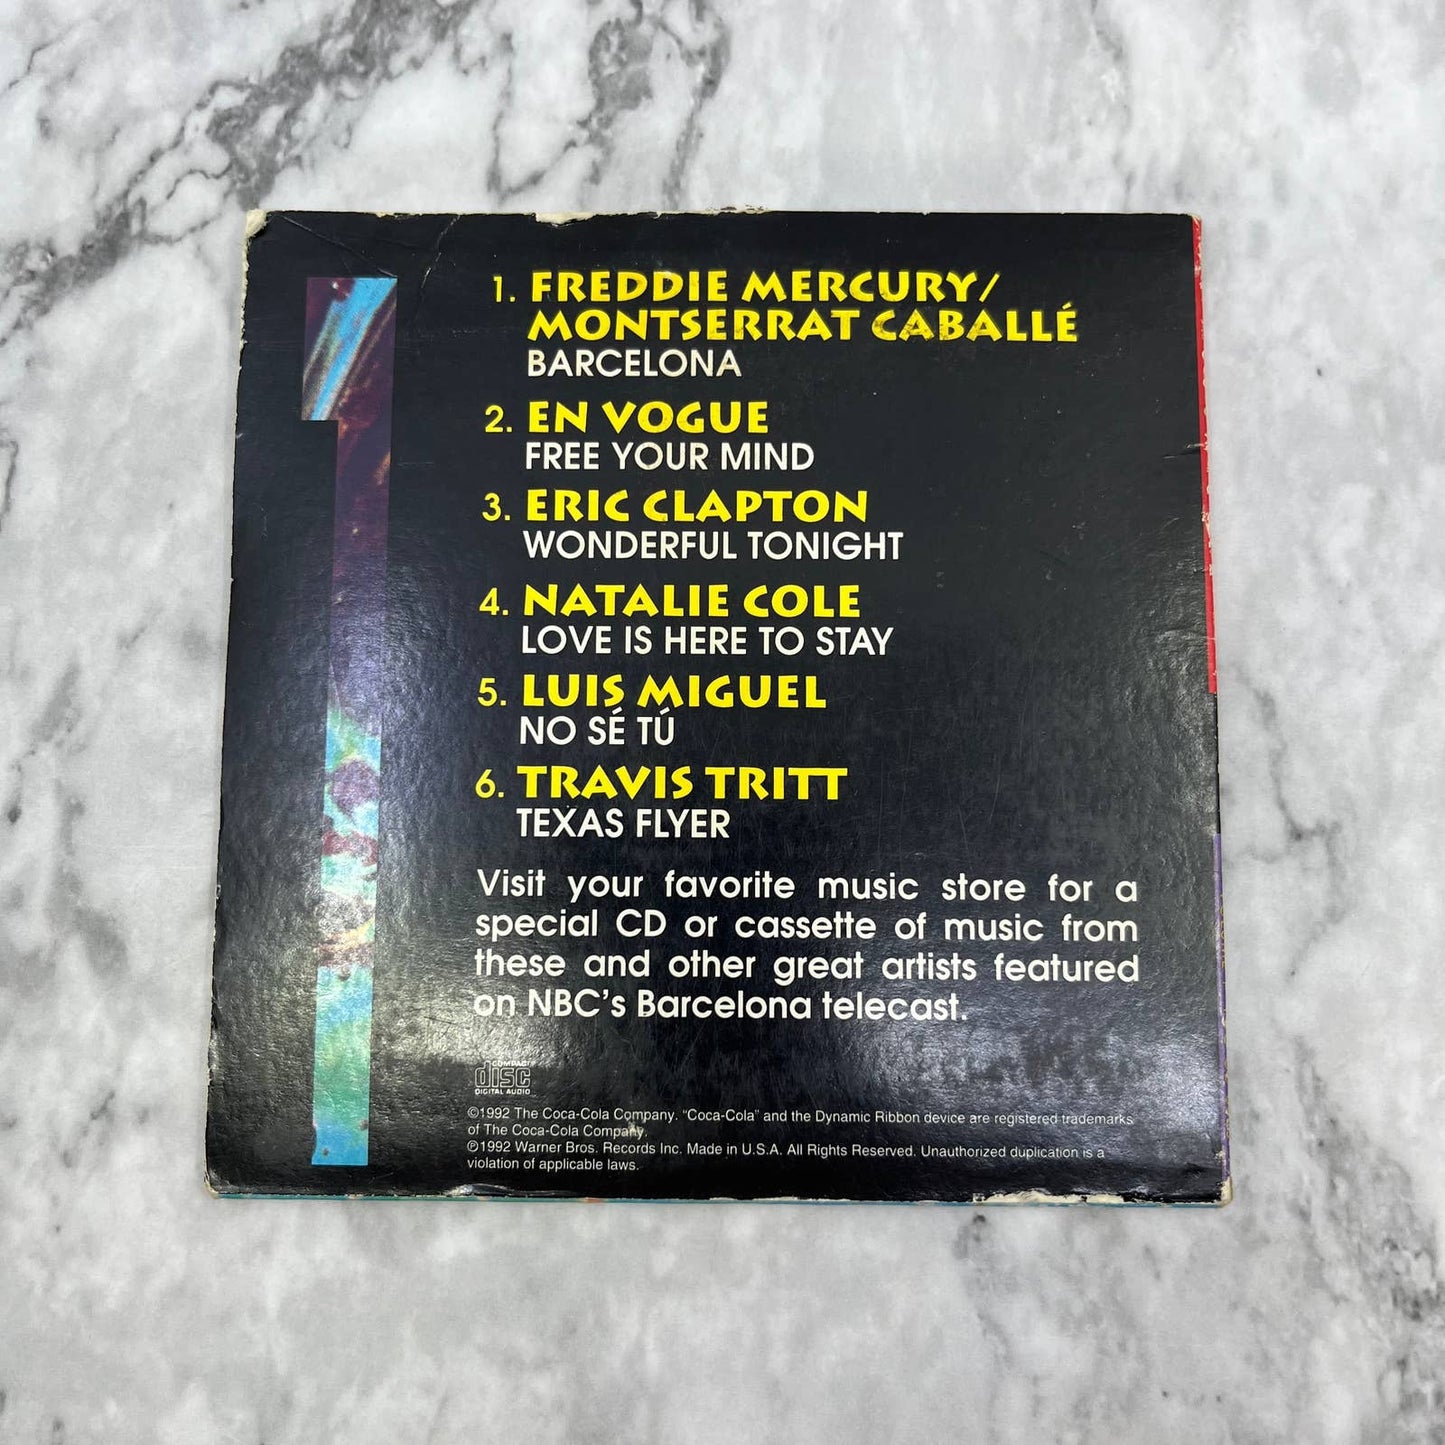 1
1. FREDDIE MERCURY/
MONTSERRAT CABALLÉ
BARCELONA
2. EN VOGUE
FREE YOUR MIND
3. ERIC CLAPTON
WONDERFUL TONIGHT
4. NATALIE COLE
LOVE IS HERE TO STAY
5. LUIS MIGUEL
NO SÉ TÚ
6. TRAVIS TRITT
TEXAS FLYER
Visit your favorite music store for a
special CD or cassette of music from
these and other great artists featured
on NBC's Barcelona telecast.
COMPACT
disc
DIGITAL AUDIO
©1992 The Coca-Cola Company. "Coca-Cola" and the Dynamic Ribbon device are registered trademarks
of The Coca-Cola Company.
℗1992 Warner Bros. Records Inc. Made in U.S.A. All Rights Reserved. Unauthorized duplication is a
violation of applicable laws.